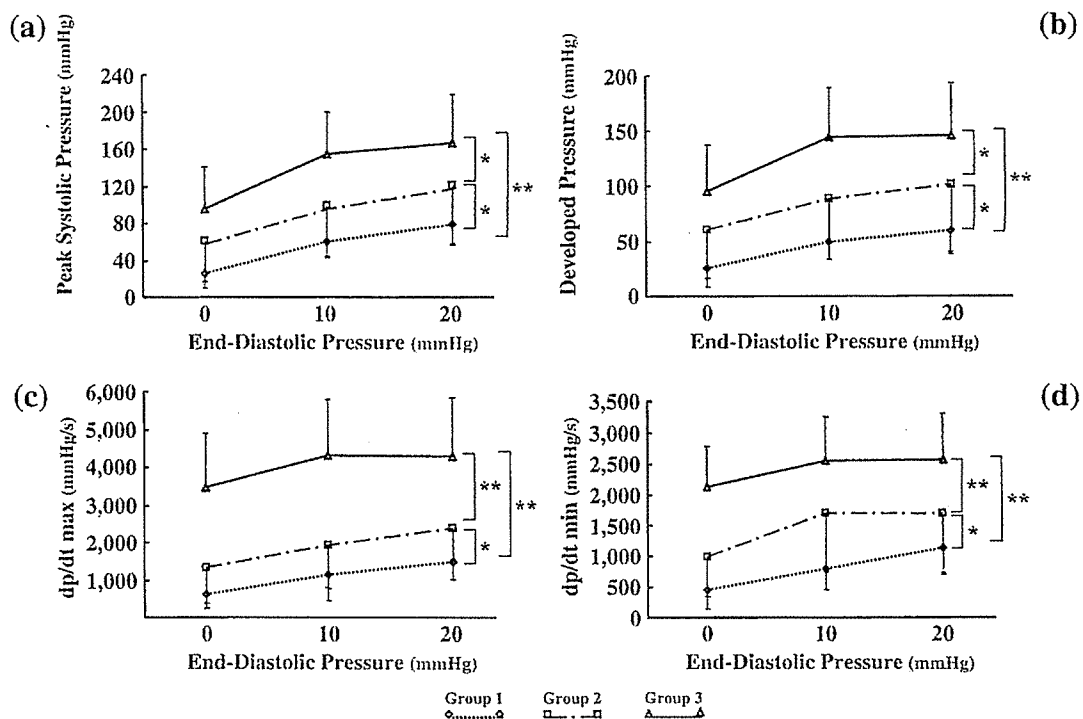 (a)
Peak Systolic Pressure (mmHg)
240
200
160
120
80
40
0
*
*
**
0 10 20
End-Diastolic Pressure (mmHg)
(b)
Developed Pressure (mmHg)
200
150
100
50
0
*
*
**
0 10 20
End-Diastolic Pressure (mmHg)
(c)
dp/dt max (mmHg/s)
6,000
5,000
4,000
3,000
2,000
1,000
**
*
**
0 10 20
End-Diastolic Pressure (mmHg)
(d)
dp/dt min (mmHg/s)
3,500
3,000
2,500
2,000
1,500
1,000
500
0
**
*
**
0 10 20
End-Diastolic Pressure (mmHg)
Group 1 Group 2 Group 3